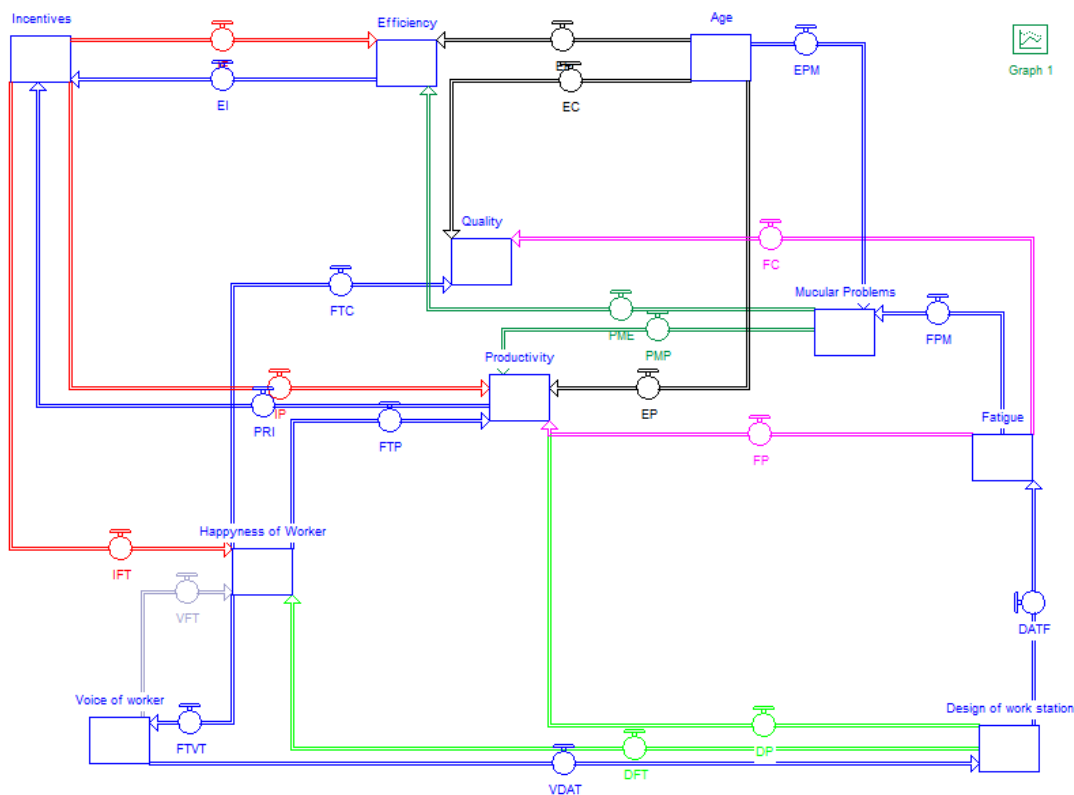 Incentives
Efficiency
Age
EPM
Graph 1
EI
EC
Quality
FC
FTC
Mucular Problems
PME
PMP
FPM
Productivity
IP
PRI
EP
FTP
FP
Fatigue
Happyness of Worker
IFT
VFT
DATF
Voice of worker
Design of work station
FTVT
DP
DFT
VDAT